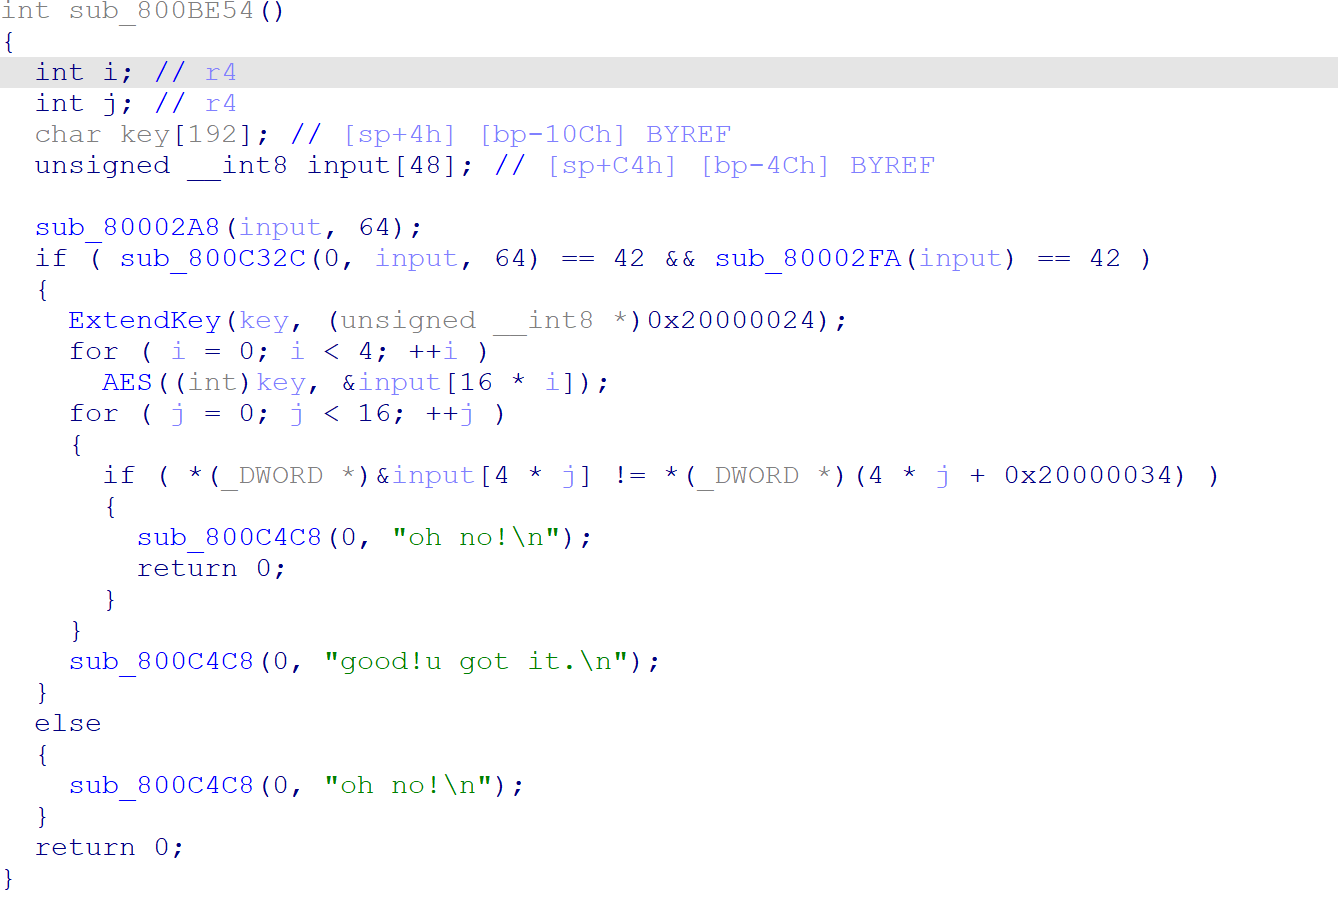 int sub_800BE54()
{
  int i; // r4
  int j; // r4
  char key[192]; // [sp+4h] [bp-10Ch] BYREF
  unsigned __int8 input[48]; // [sp+C4h] [bp-4Ch] BYREF

  sub_80002A8(input, 64);
  if ( sub_800C32C(0, input, 64) == 42 && sub_80002FA(input) == 42 )
  {
    ExtendKey(key, (unsigned __int8 *)0x20000024);
    for ( i = 0; i < 4; ++i )
      AES((int)key, &input[16 * i]);
    for ( j = 0; j < 16; ++j )
    {
      if ( *(_DWORD *)&input[4 * j] != *(_DWORD *)(4 * j + 0x20000034) )
      {
        sub_800C4C8(0, "oh no!\n");
        return 0;
      }
    }
    sub_800C4C8(0, "good!u got it.\n");
  }
  else
  {
    sub_800C4C8(0, "oh no!\n");
  }
  return 0;
}